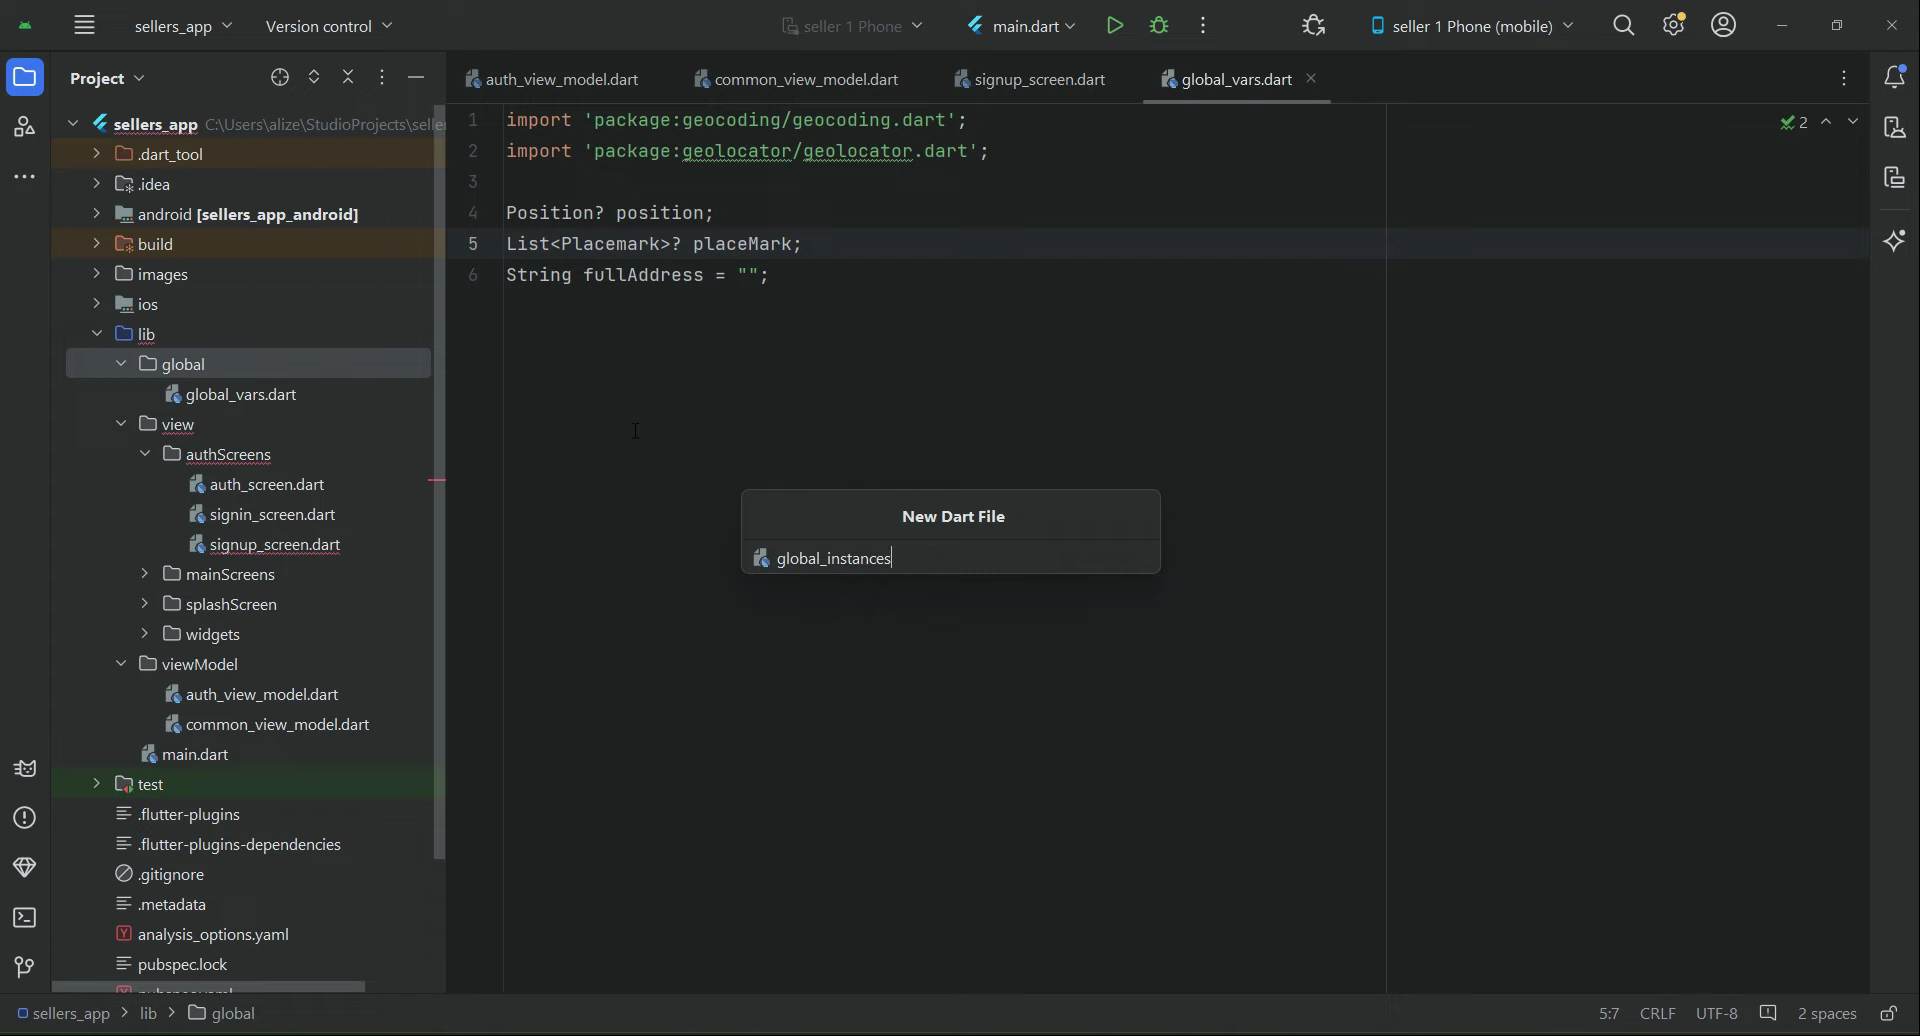 sellers_app
Version control
seller 1 Phone
main.dart
seller 1 Phone (mobile)
Project
auth_view_model.dart
common_view_model.dart
signup_screen.dart
global_vars.dart
sellers_app C:\Users\alize\StudioProjects\selle
.dart_tool
.idea
android [sellers_app_android]
build
images
ios
lib
global
global_vars.dart
view
authScreens
auth_screen.dart
signin_screen.dart
signup_screen.dart
mainScreens
splashScreen
widgets
viewModel
auth_view_model.dart
common_view_model.dart
main.dart
test
.flutter-plugins
.flutter-plugins-dependencies
.gitignore
.metadata
analysis_options.yaml
pubspec.lock
1 import 'package:geocoding/geocoding.dart';
2 import 'package:geolocator/geolocator.dart';
3
4 Position? position;
5 List<Placemark>? placeMark;
6 String fullAddress = "";
2
New Dart File
global_instances
sellers_app > lib > global
5:7 CRLF UTF-8 2 spaces